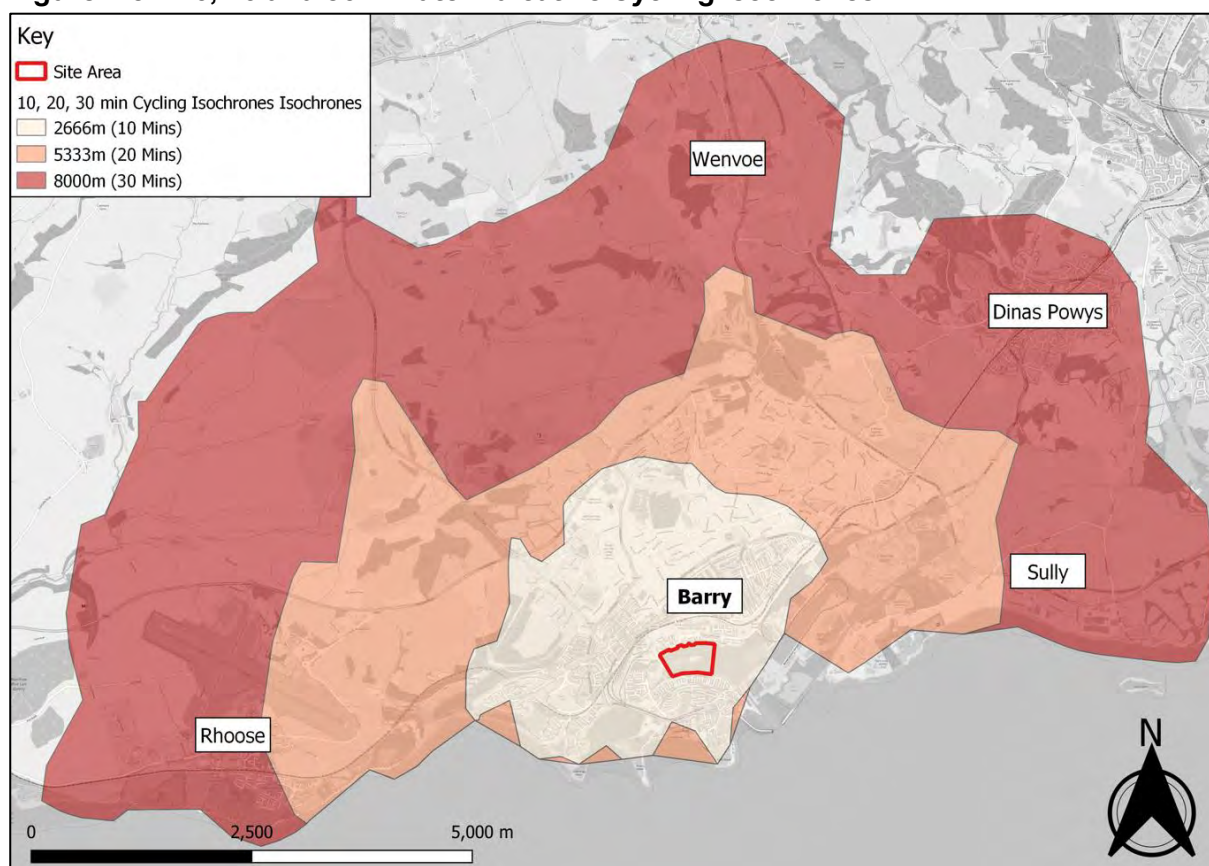 Key
Site Area
10, 20, 30 min Cycling Isochrones Isochrones
2666m (10 Mins)
5333m (20 Mins)
8000m (30 Mins)
Wenvoe
Dinas Powys
Sully
Barry
Rhoose
N
0 2,500 5,000 m